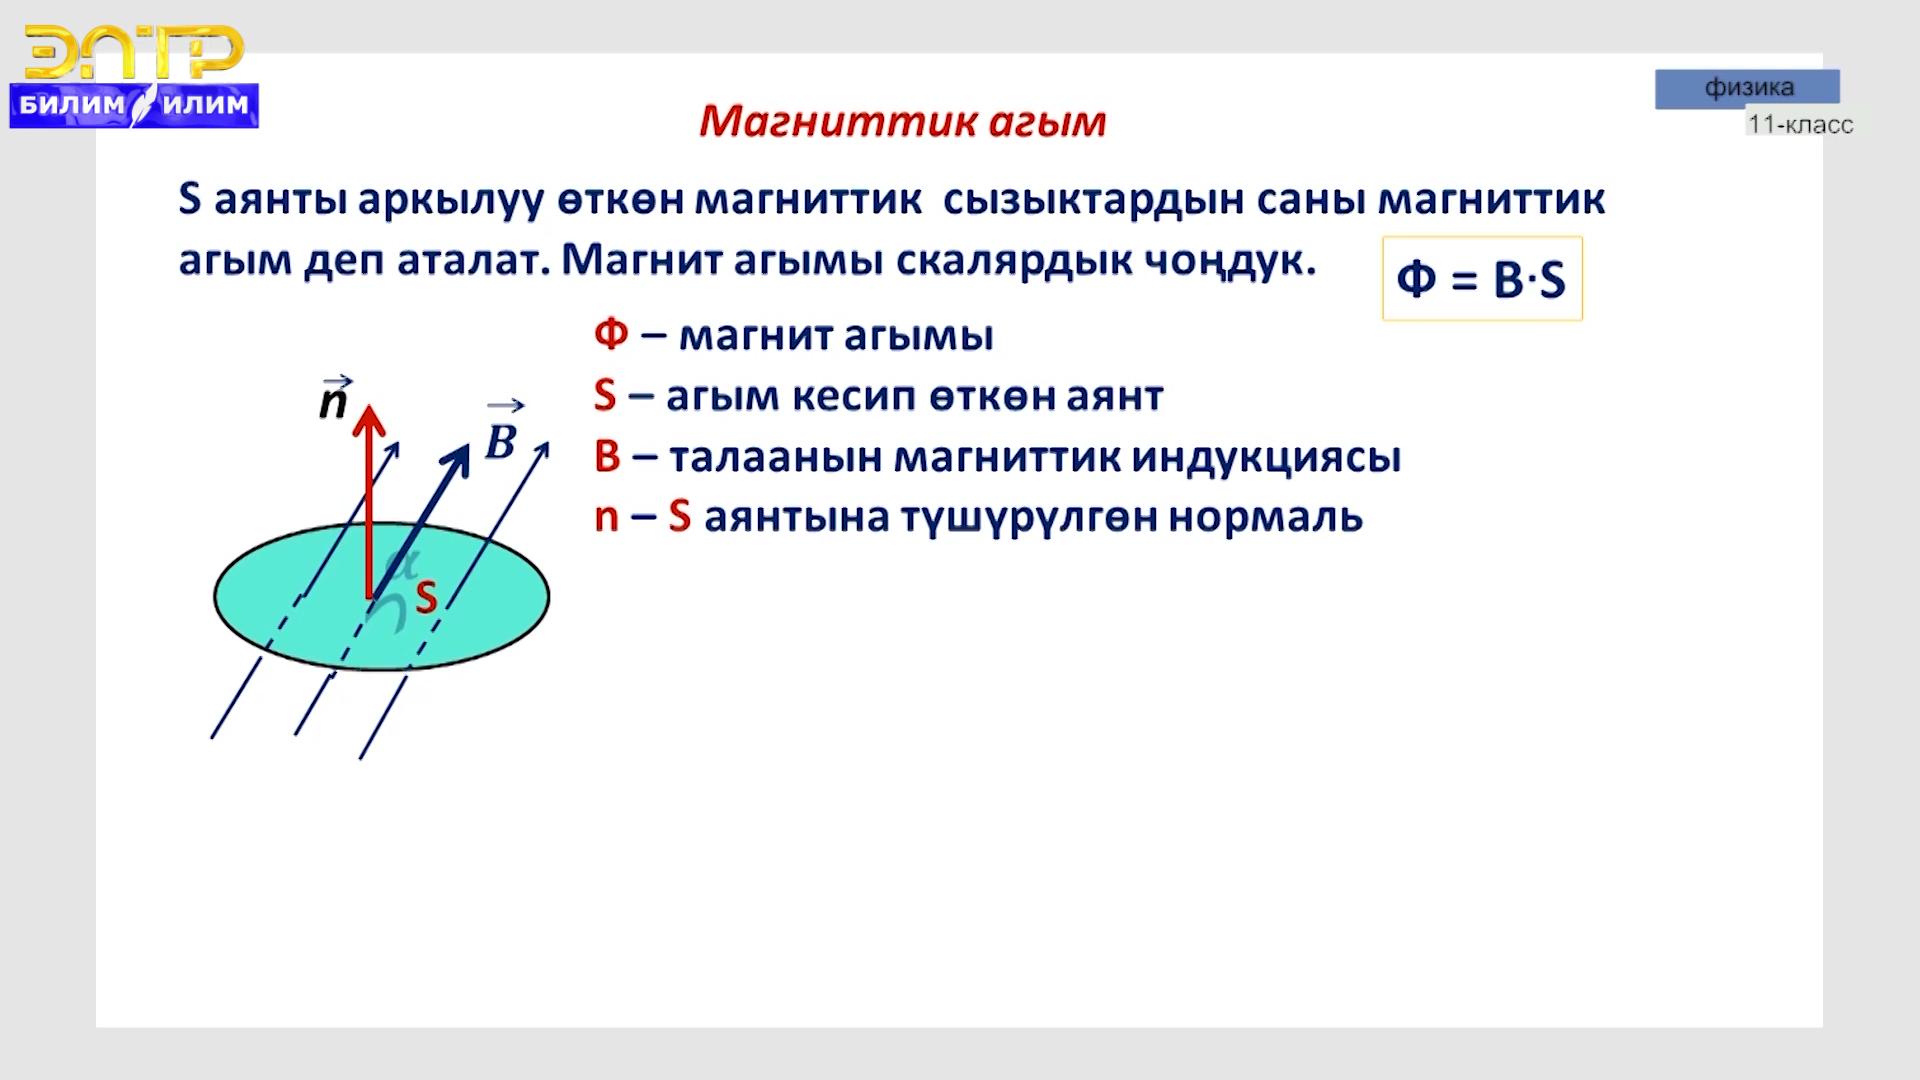 ЭЛТР
БИЛИМ ИЛИМ
физика
11-класс
Магниттик агым
S аянты аркылуу өткөн магниттик сызыктардын саны магниттик
агым деп аталат. Магнит агымы скалярдык чоңдук.
Ф = B·S
Ф – магнит агымы
S – агым кесип өткөн аянт
B – талаанын магниттик индукциясы
n – S аянтына түшүрүлгөн нормаль
n
B
α
S